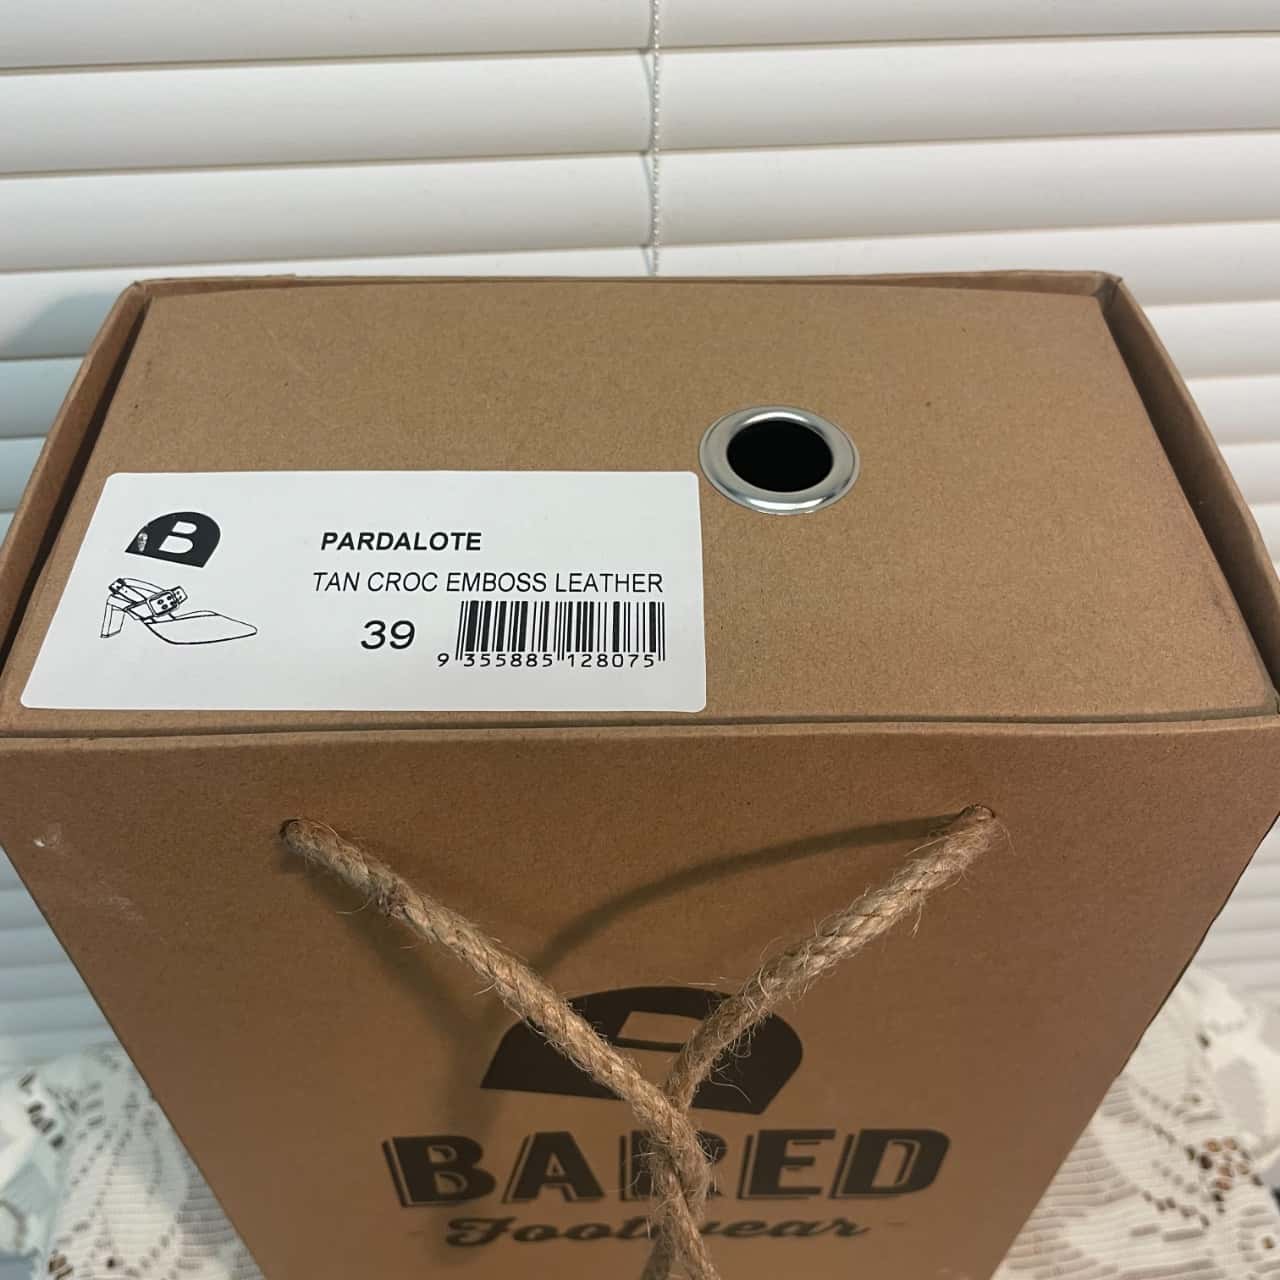 B
PARDALOTE
TAN CROC EMBOSS LEATHER
39
9 355885 128075
BARED
Footwear